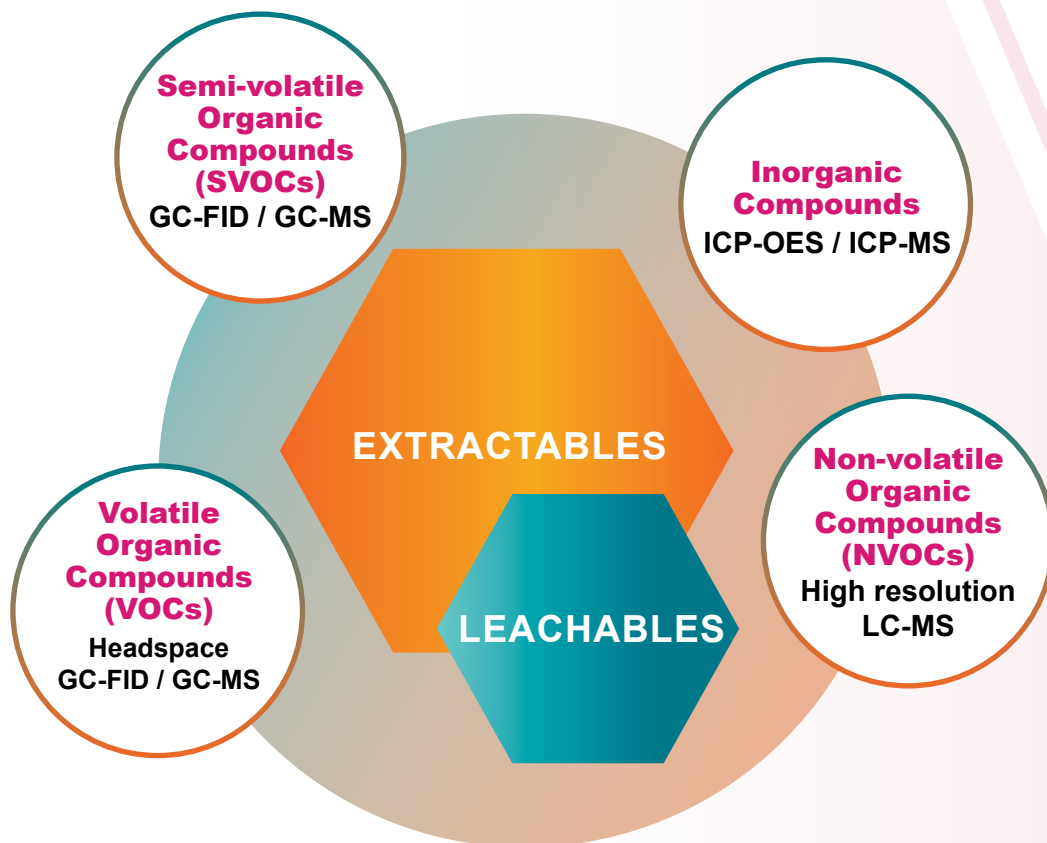 Semi-volatile
Organic
Compounds
(SVOCs)
GC-FID / GC-MS
Inorganic
Compounds
ICP-OES / ICP-MS
EXTRACTABLES
Non-volatile
Organic
Compounds
(NVOCs)
High resolution
LC-MS
Volatile
Organic
Compounds
(VOCs)
Headspace
GC-FID / GC-MS
LEACHABLES